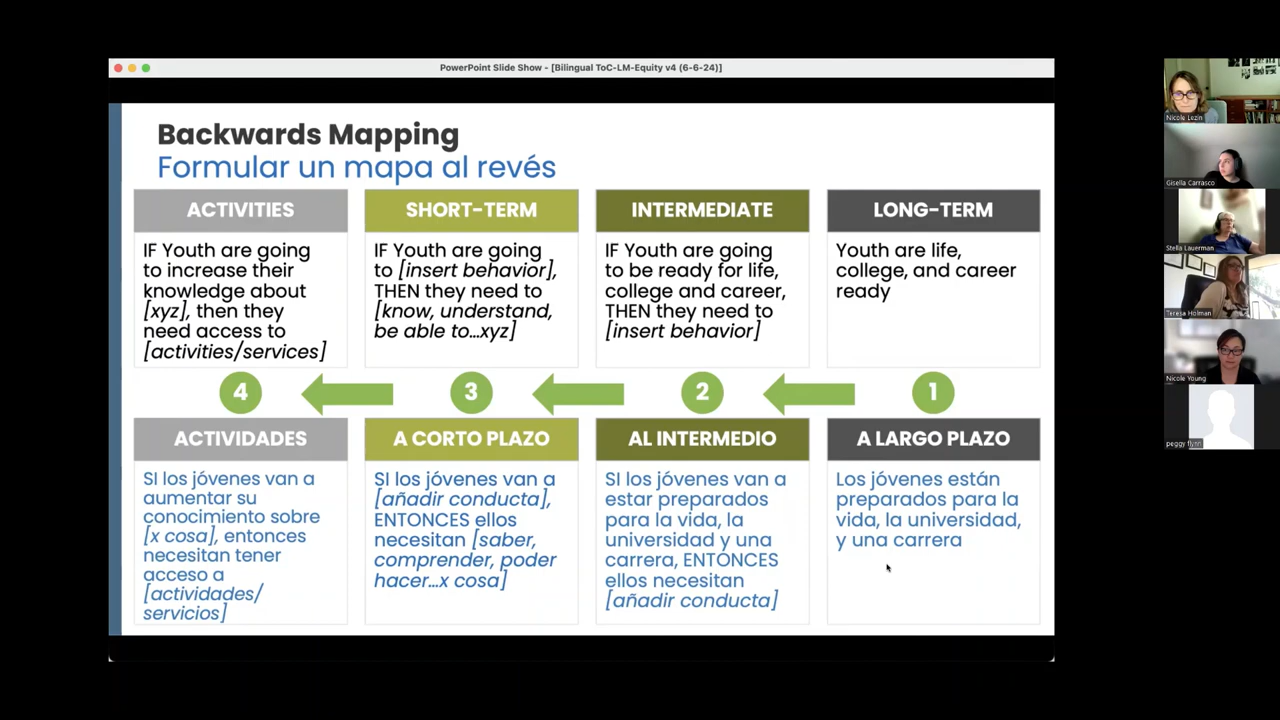 PowerPoint Slide Show - [Bilingual ToC-LM-Equity v4 (6-6-24)]
Backwards Mapping
Formular un mapa al revés
ACTIVITIES
IF Youth are going
to increase their
knowledge about
[xyz], then they
need access to
[activities/services]
SHORT-TERM
IF Youth are going
to [insert behavior],
THEN they need to
[know, understand,
be able to...xyz]
INTERMEDIATE
IF Youth are going
to be ready for life,
college and career,
THEN they need to
[insert behavior]
LONG-TERM
Youth are life,
college, and career
ready
4
3
2
1
ACTIVIDADES
SI los jóvenes van a
aumentar su
conocimiento sobre
[x cosa], entonces
necesitan tener
acceso a
[actividades/
servicios]
A CORTO PLAZO
SI los jóvenes van a
[añadir conducta],
ENTONCES ellos
necesitan [saber,
comprender, poder
hacer...x cosa]
AL INTERMEDIO
SI los jóvenes van a
estar preparados
para la vida, la
universidad y una
carrera, ENTONCES
ellos necesitan
[añadir conducta]
A LARGO PLAZO
Los jóvenes están
preparados para la
vida, la universidad,
y una carrera
Nicole Lezin
Gisella Carrasco
Stella Lauerman
Teresa Holman
Nicole Young
peggy flynn